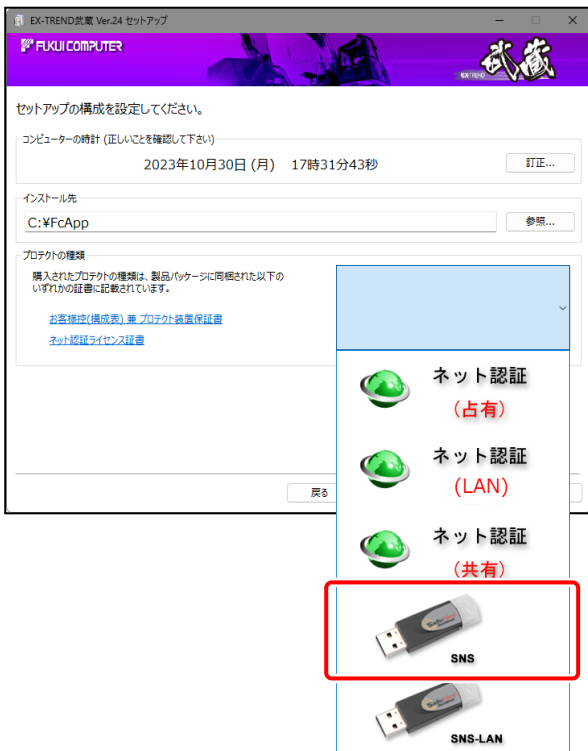 EX-TREND武蔵 Ver.24 セットアップ
FUKUI COMPUTER
EX-TREND 武蔵
セットアップの構成を設定してください。
コンピューターの時計 (正しいことを確認して下さい)
2023年10月30日 (月) 17時31分43秒
訂正...
インストール先
C:¥FcApp
参照...
プロテクトの種類
購入されたプロテクトの種類は、製品パッケージに同梱された以下の
いずれかの証書に記載されています。
お客様控(構成表) 兼 プロテクト装置保証書
ネット認証ライセンス証書
ネット認証
(占有)
ネット認証
(LAN)
ネット認証
(共有)
戻る
SNS
SNS-LAN